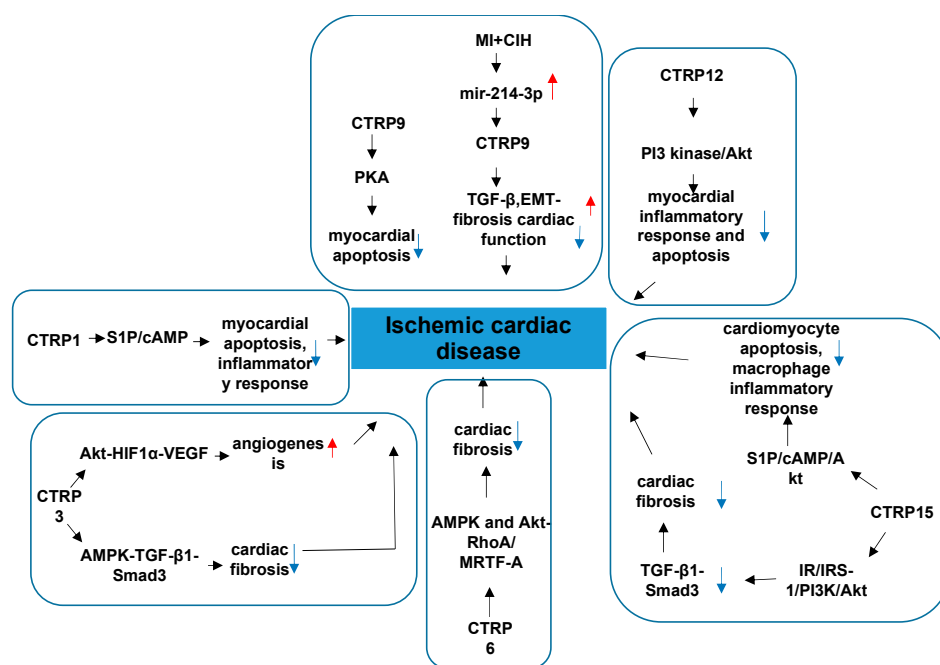 MI+CIH
mir-214-3p
CTRP9
TGF-β,EMT-
fibrosis cardiac
function
CTRP9
PKA
myocardial
apoptosis
CTRP12
PI3 kinase/Akt
myocardial
inflammatory
response and
apoptosis
CTRP1
S1P/cAMP
myocardial
apoptosis,
inflammator
y response
Ischemic cardiac
disease
cardiomyocyte
apoptosis,
macrophage
inflammatory
response
S1P/cAMP/A
kt
CTRP15
IR/IRS-
1/PI3K/Akt
TGF-β1-
Smad3
cardiac
fibrosis
CTRP
3
Akt-HIF1α-VEGF
angiogenes
is
AMPK-TGF-β1-
Smad3
cardiac
fibrosis
cardiac
fibrosis
AMPK and Akt-
RhoA/
MRTF-A
CTRP
6